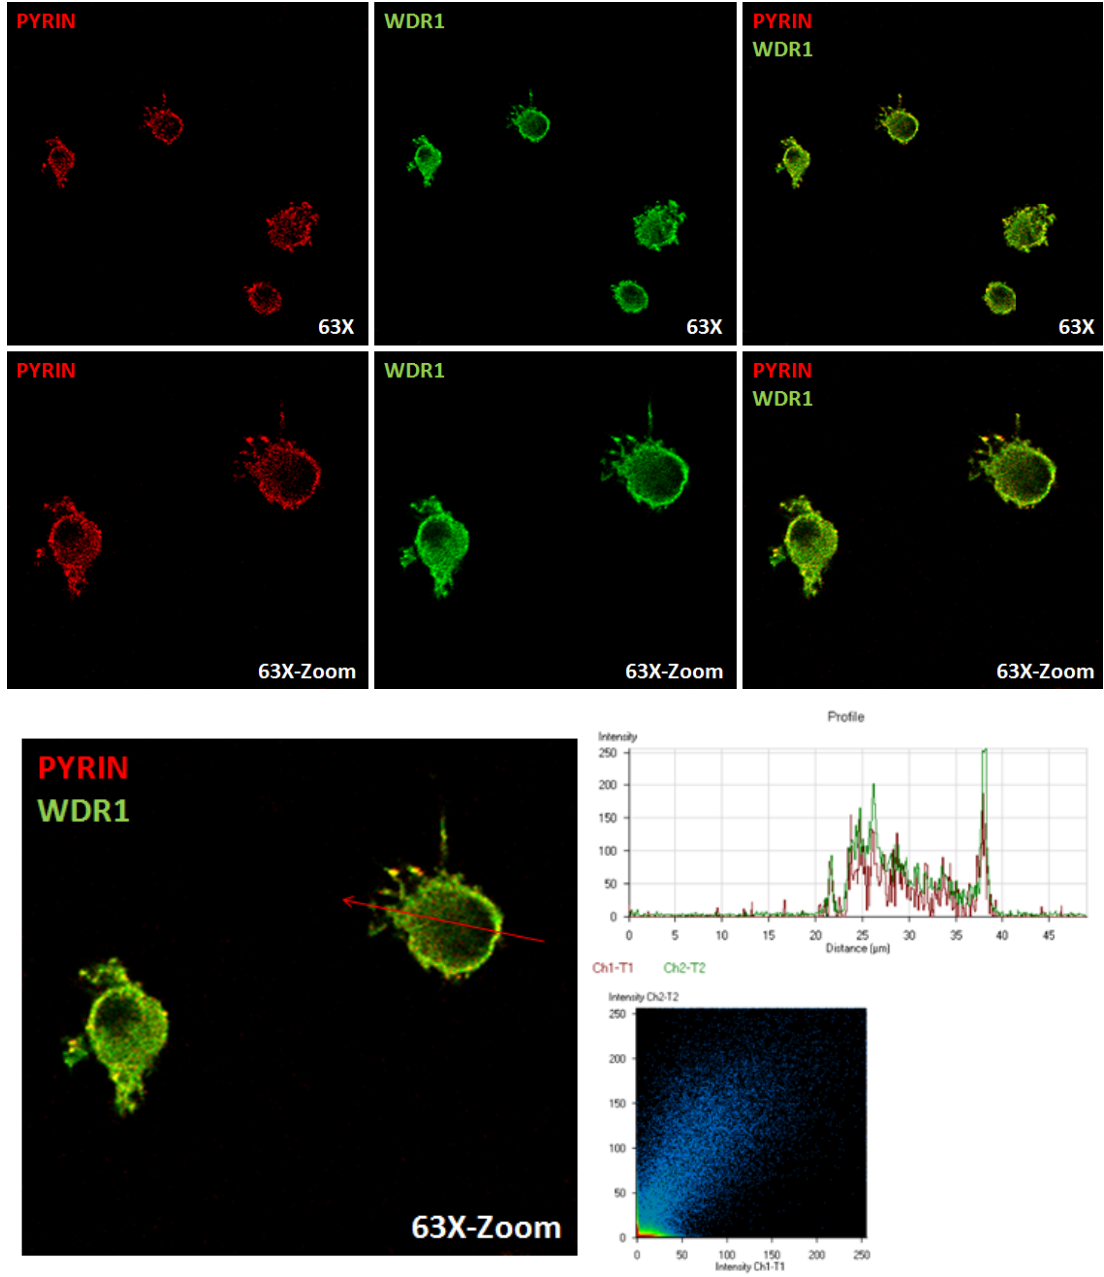 PYRIN
WDR1
PYRIN
WDR1
63X
63X
63X
PYRIN
WDR1
PYRIN
WDR1
63X-Zoom
63X-Zoom
63X-Zoom
PYRIN
WDR1
63X-Zoom
Profile
Intensity
250
200
150
100
50
0
0 5 10 15 20 25 30 35 40 45
Distance (µm)
Ch1-T1 Ch2-T2
Intensity Ch2-T2
250
200
150
100
50
0
0 50 100 150 200 250
Intensity Ch1-T1